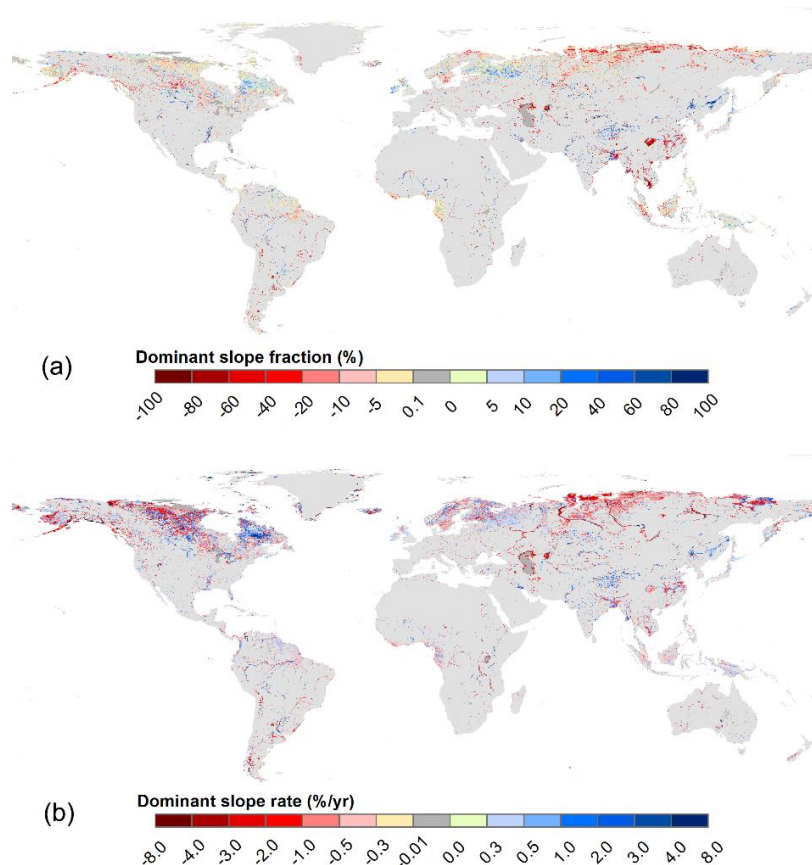 (a)
Dominant slope fraction (%)
-100 -80 -60 -40 -20 -10 -5 0.1 0 5 10 20 40 60 80 100
(b)
Dominant slope rate (%/yr)
-8.0 -4.0 -3.0 -2.0 -1.0 -0.5 -0.3 -0.01 0.0 0.3 0.5 1.0 2.0 3.0 4.0 8.0